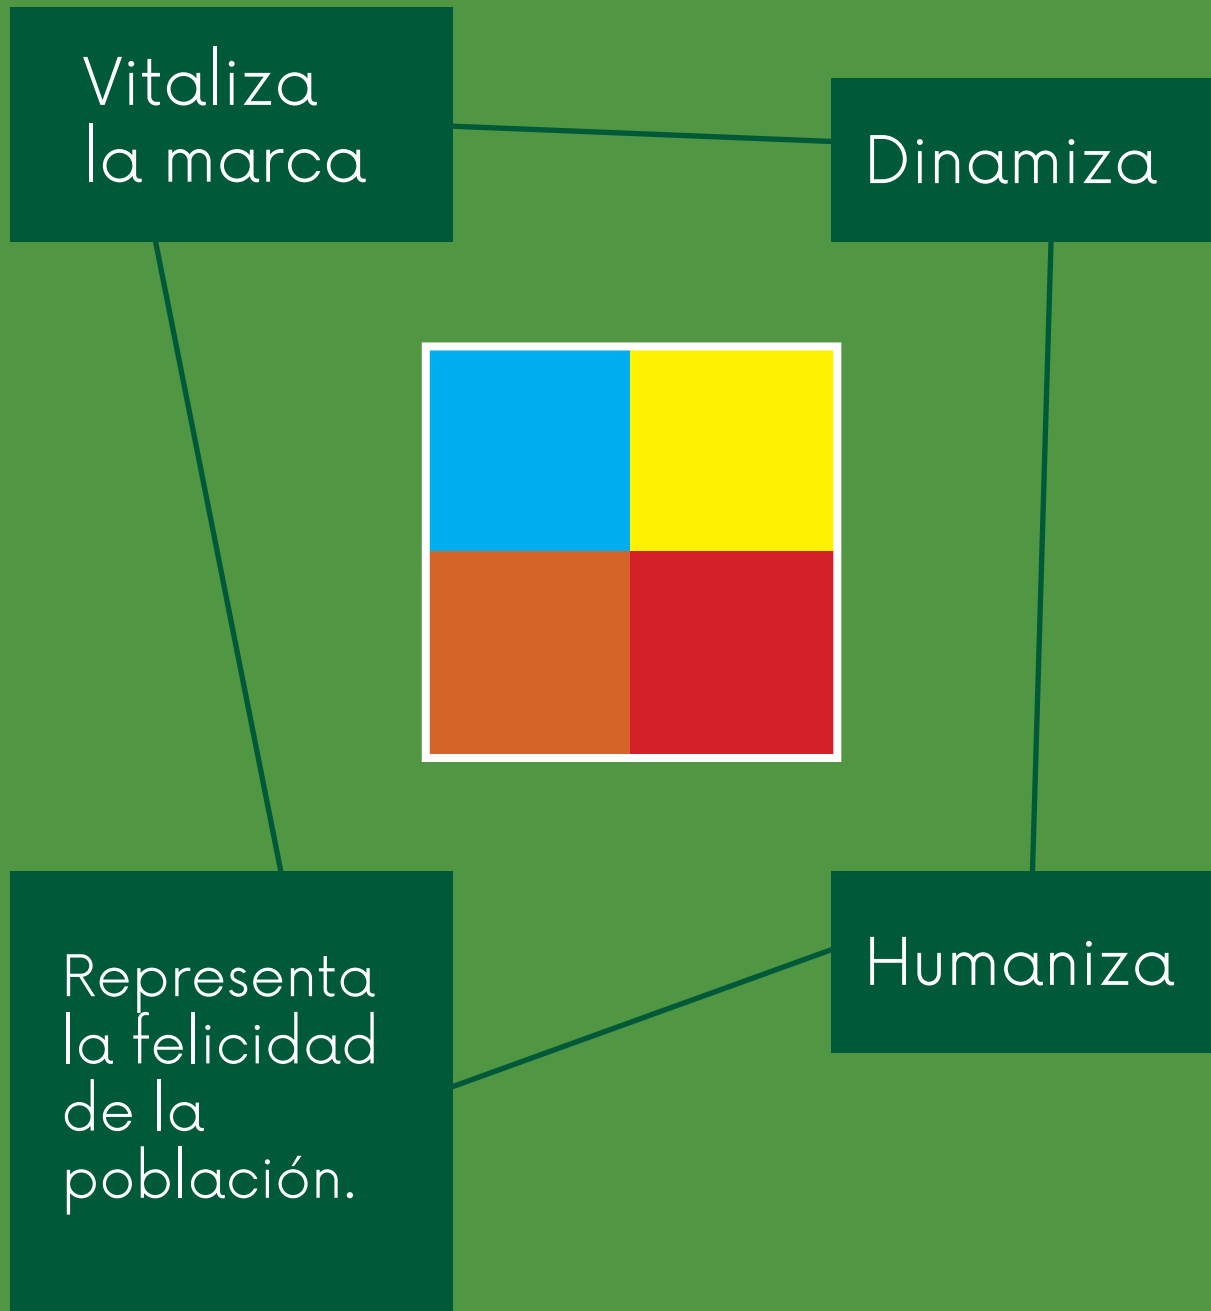 Vitaliza
la marca
Dinamiza
Representa
la felicidad
de la
población.
Humaniza